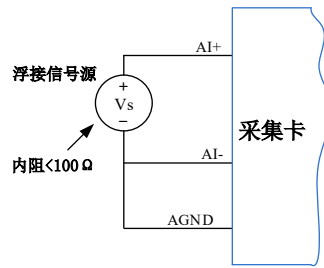 AI+
浮接信号源
+
Vs
−
采集卡
内阻<100Ω
AI-
AGND